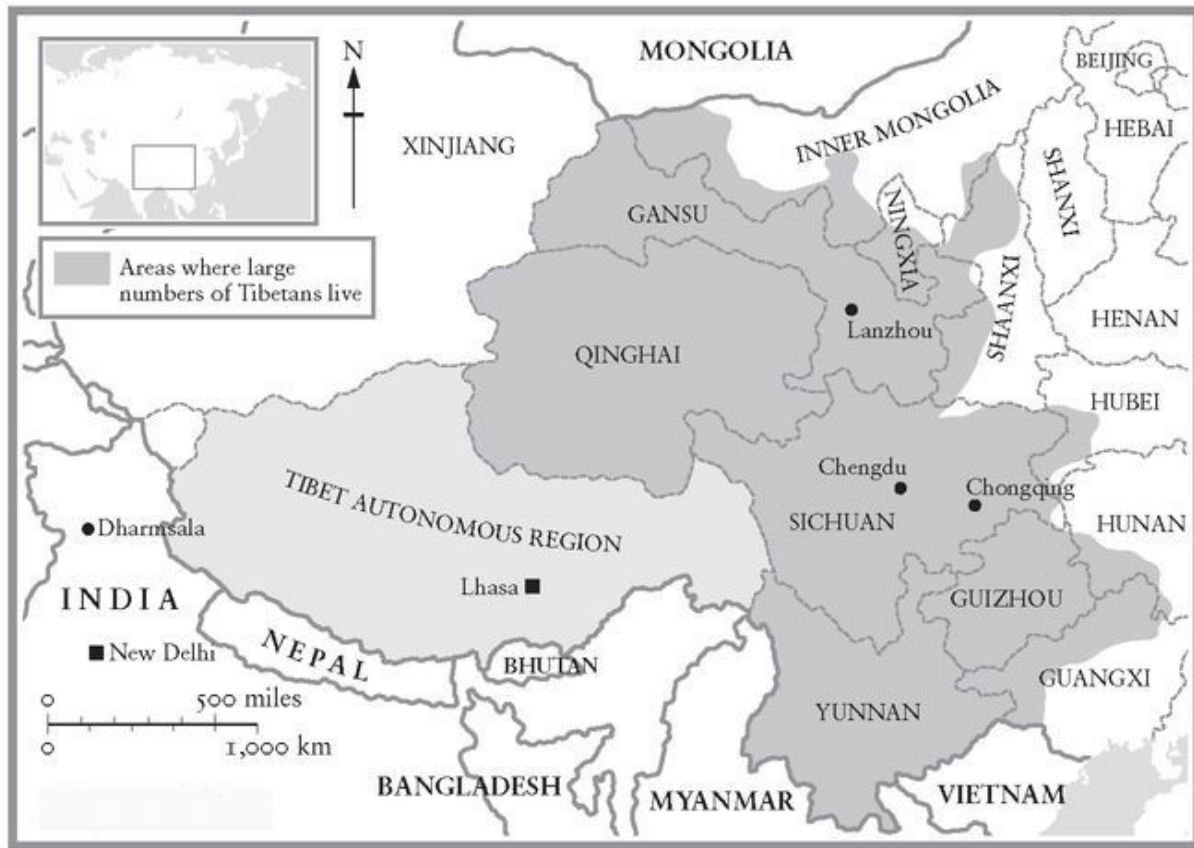 MONGOLIA
N
BEIJING
HEBAI
XINJIANG
INNER MONGOLIA
SHANXI
GANSU
NINGXIA
Areas where large
numbers of Tibetans live
SHAANXI
HENAN
Lanzhou
QINGHAI
HUBEI
Chengdu
Chongqing
TIBET AUTONOMOUS REGION
SICHUAN
HUNAN
Dharmsala
Lhasa
INDIA
GUIZHOU
New Delhi
NEPAL
BHUTAN
GUANGXI
0 500 miles
0 1,000 km
YUNNAN
BANGLADESH
MYANMAR
VIETNAM